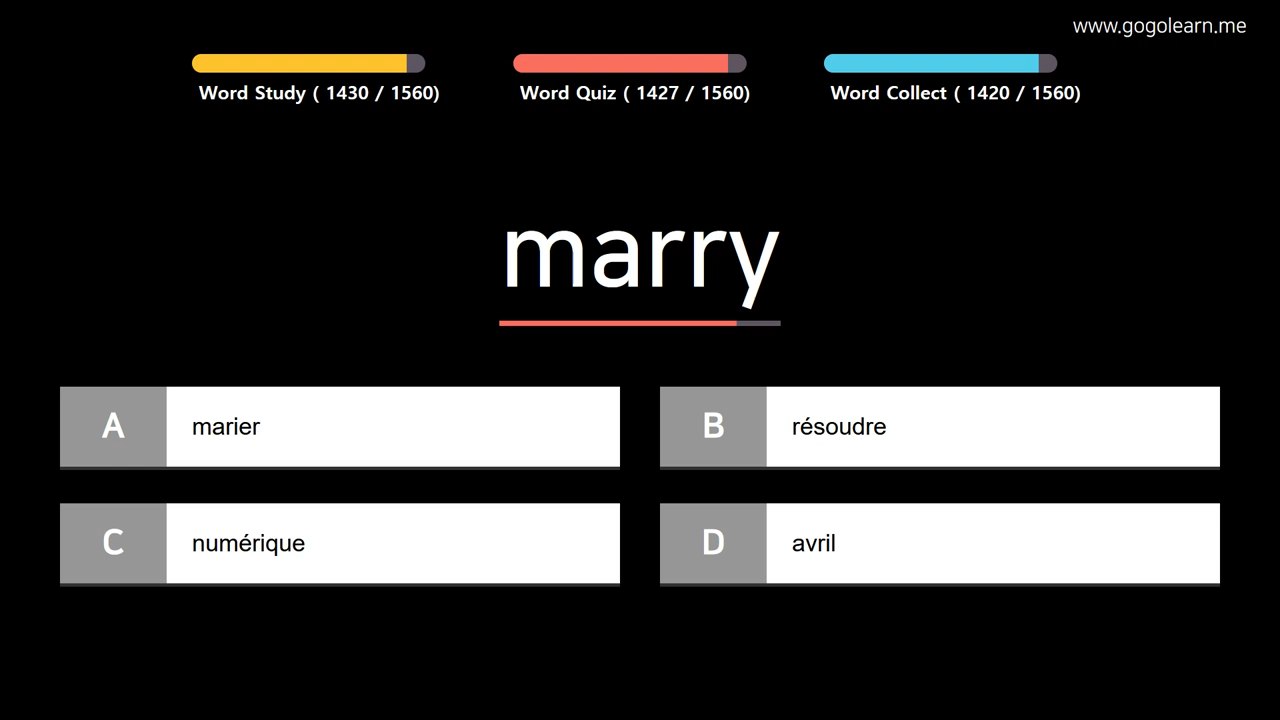 www.gogolearn.me
Word Study ( 1430 / 1560)
Word Quiz ( 1427 / 1560)
Word Collect ( 1420 / 1560)
marry
A marier
B résoudre
C numérique
D avril